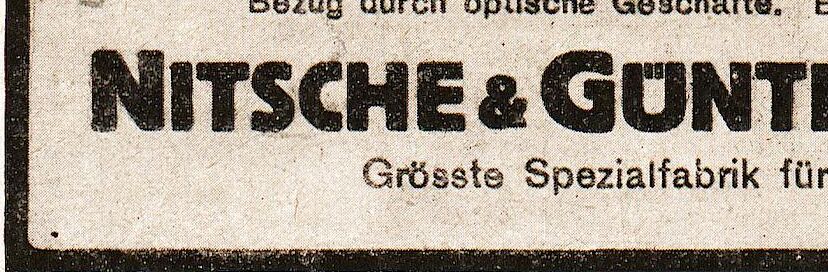 Bezug durch optische Geschäfte.
NITSCHE & GÜNT
Grösste Spezialfabrik für